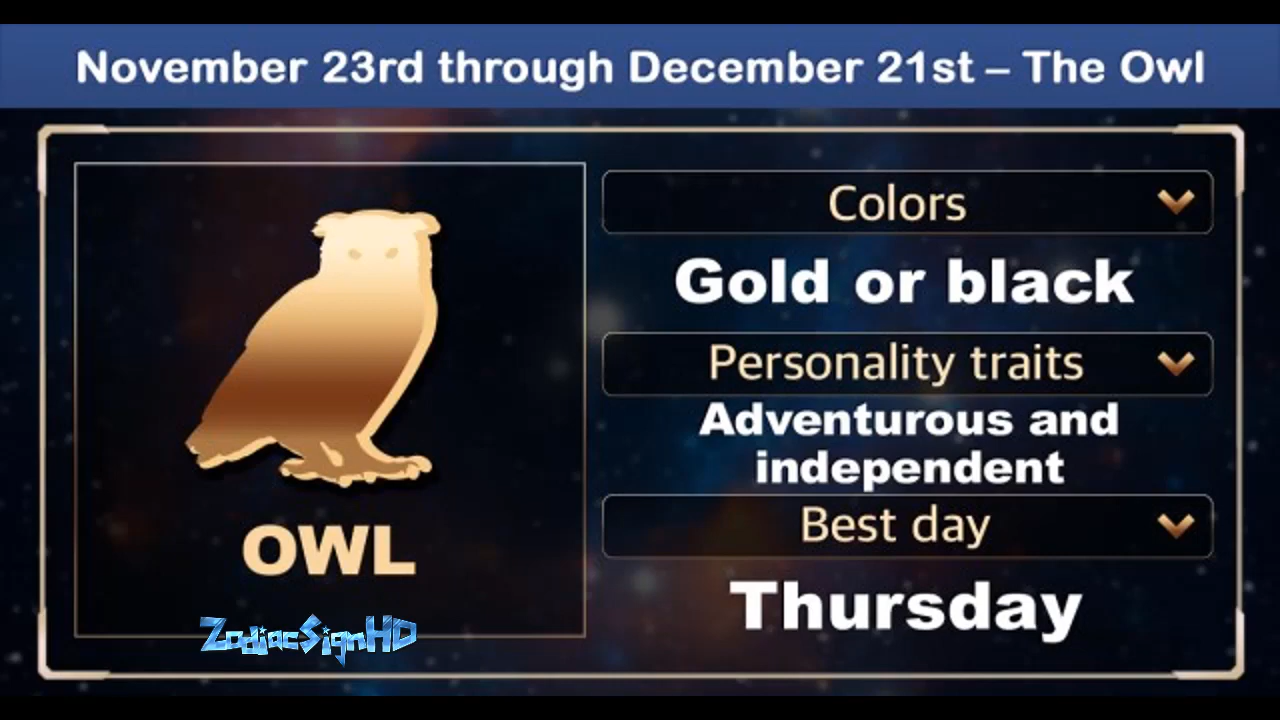 November 23rd through December 21st – The Owl
OWL
ZodiacSignHD
Colors
Gold or black
Personality traits
Adventurous and
independent
Best day
Thursday